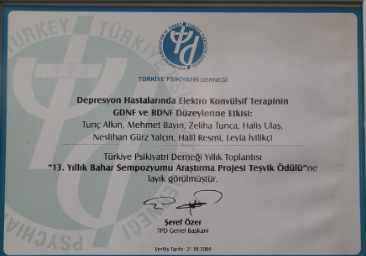 TÜRKİYE PSİKİYATRİ DERNEĞİ
Depresyon Hastalarında Elektro Konvülsif Terapinin
GDNF ve BDNF Düzeylerine Etkisi:
Tunç Alkın, Mehmet Bayın, Zeliha Tunca, Halis Ulaş,
Neslihan Gürz Yalçın, Halil Resmi, Leyla İyilikçi
Türkiye Psikiyatri Derneği Yıllık Toplantısı
"13. Yıllık Bahar Sempozyumu Araştırma Projesi Teşvik Ödülü"ne
layık görülmüştür.
Şeref Özer
TPD Genel Başkanı
Veriliş Tarihi: